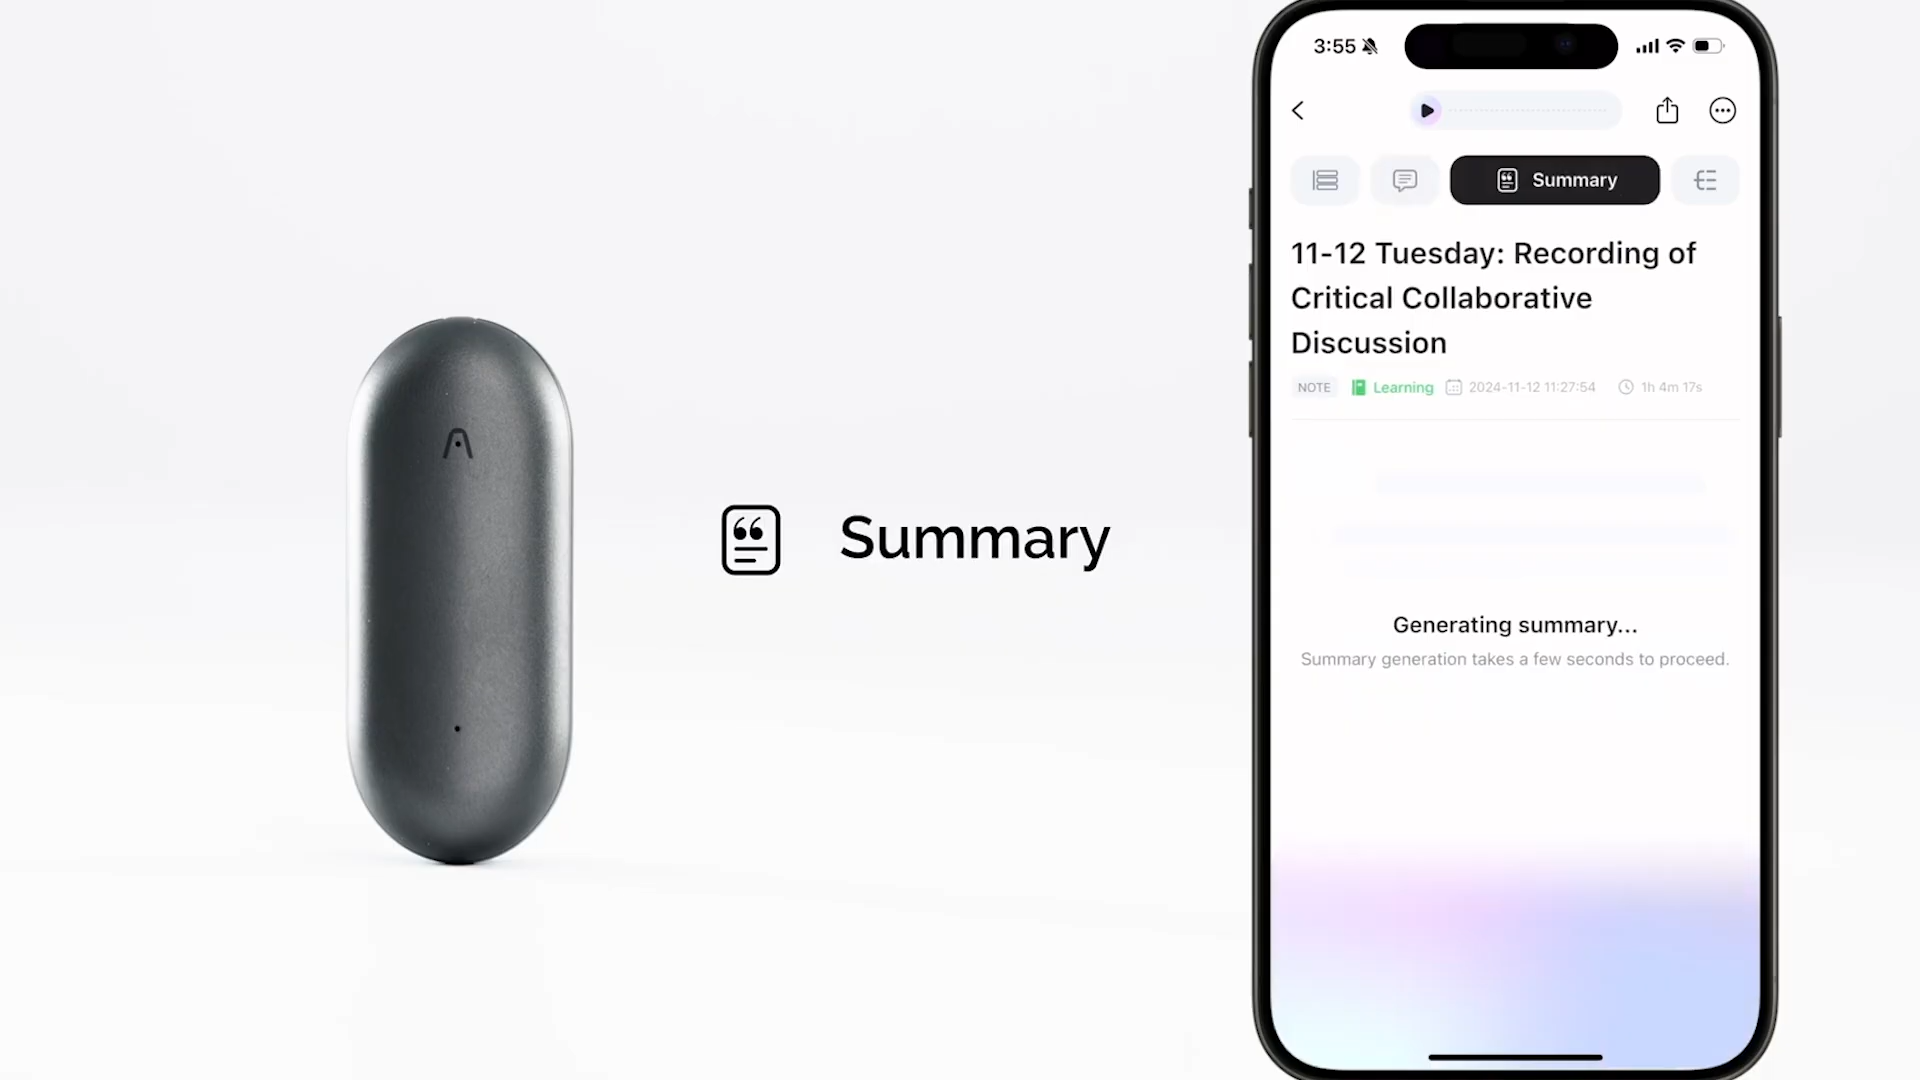 Summary
3:55
Summary
11-12 Tuesday: Recording of
Critical Collaborative
Discussion
NOTE Learning 2024-11-12 11:27:54 1h 4m 17s
Generating summary...
Summary generation takes a few seconds to proceed.